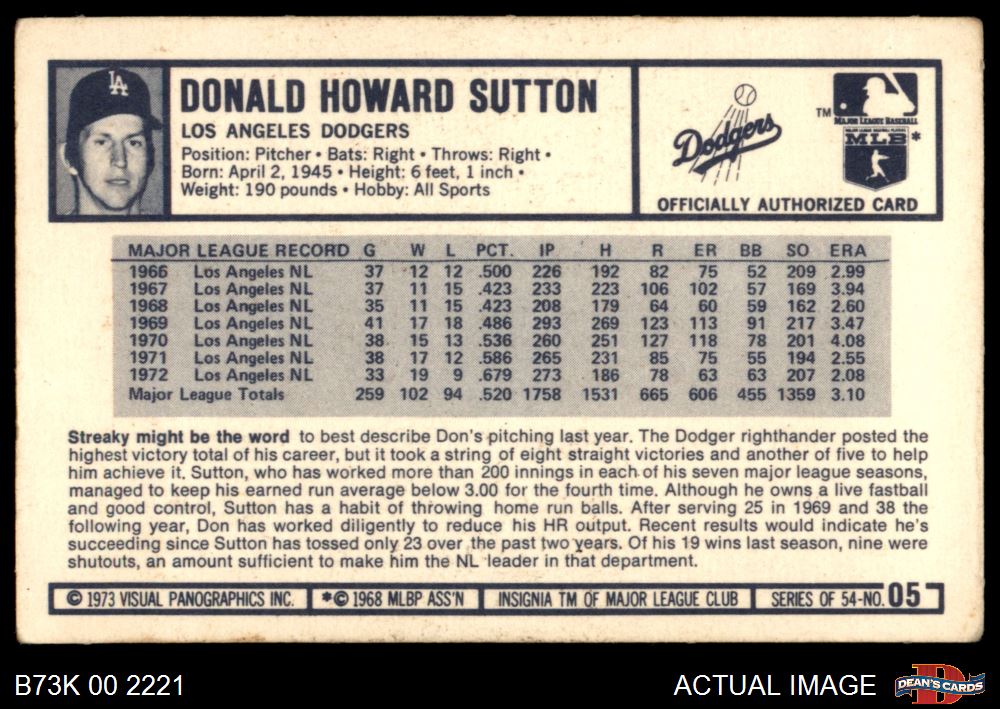 LA
DONALD HOWARD SUTTON
LOS ANGELES DODGERS
Position: Pitcher • Bats: Right • Throws: Right •
Born: April 2, 1945 • Height: 6 feet, 1 inch •
Weight: 190 pounds • Hobby: All Sports
Dodgers
TM
MAJOR LEAGUE BASEBALL
MAJOR LEAGUE BASEBALL PLAYERS
MLB *
OFFICIALLY AUTHORIZED CARD
MAJOR LEAGUE RECORD G W L PCT. IP H R ER BB SO ERA
1966 Los Angeles NL 37 12 12 .500 226 192 82 75 52 209 2.99
1967 Los Angeles NL 37 11 15 .423 233 223 106 102 57 169 3.94
1968 Los Angeles NL 35 11 15 .423 208 179 64 60 59 162 2.60
1969 Los Angeles NL 41 17 18 .486 293 269 123 113 91 217 3.47
1970 Los Angeles NL 38 15 13 .536 260 251 127 118 78 201 4.08
1971 Los Angeles NL 38 17 12 .586 265 231 85 75 55 194 2.55
1972 Los Angeles NL 33 19 9 .679 273 186 78 63 63 207 2.08
Major League Totals 259 102 94 .520 1758 1531 665 606 455 1359 3.10
Streaky might be the word to best describe Don's pitching last year. The Dodger righthander posted the
highest victory total of his career, but it took a string of eight straight victories and another of five to help
him achieve it. Sutton, who has worked more than 200 innings in each of his seven major league seasons,
managed to keep his earned run average below 3.00 for the fourth time. Although he owns a live fastball
and good control, Sutton has a habit of throwing home run balls. After serving 25 in 1969 and 38 the
following year, Don has worked diligently to reduce his HR output. Recent results would indicate he's
succeeding since Sutton has tossed only 23 over the past two years. Of his 19 wins last season, nine were
shutouts, an amount sufficient to make him the NL leader in that department.
© 1973 VISUAL PANOGRAPHICS INC. *© 1968 MLBP ASS'N INSIGNIA TM OF MAJOR LEAGUE CLUB SERIES OF 54-NO. 05
B73K 00 2221
ACTUAL IMAGE
DEAN'S CARDS